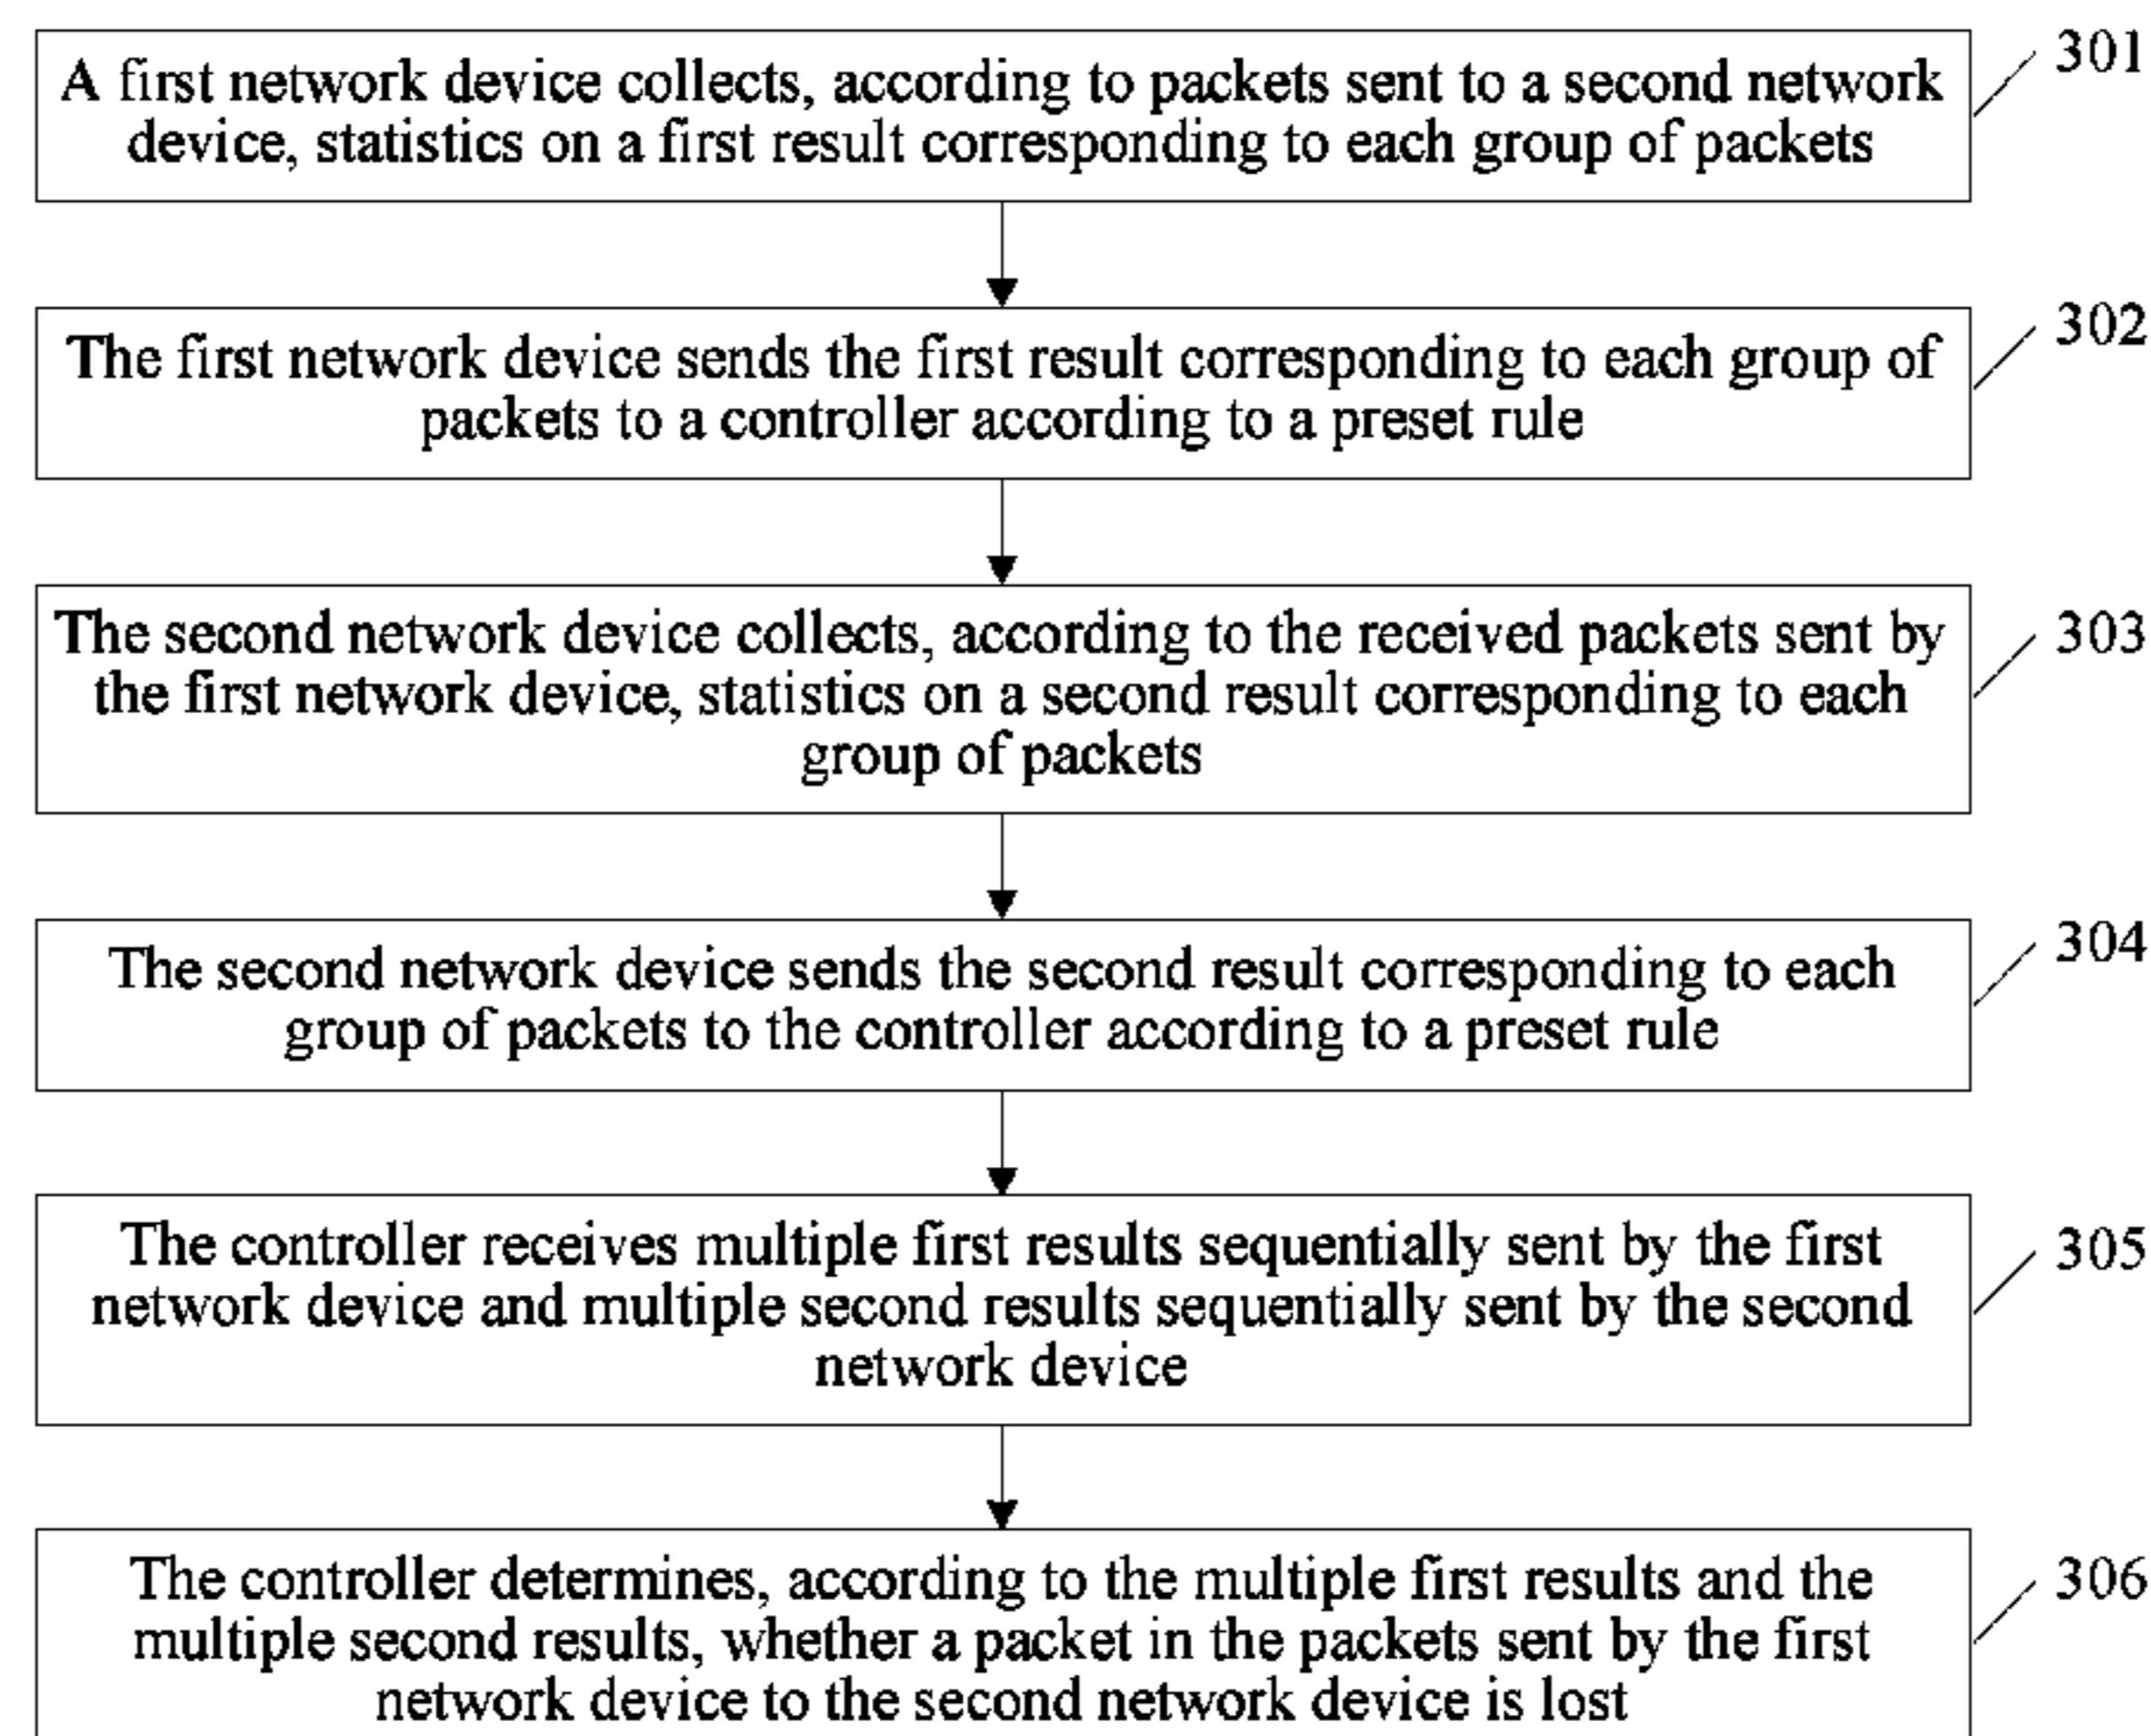 A first network device collects, according to packets sent to a second network
device, statistics on a first result corresponding to each group of packets
301
The first network device sends the first result corresponding to each group of
packets to a controller according to a preset rule
302
The second network device collects, according to the received packets sent by
the first network device, statistics on a second result corresponding to each
group of packets
303
The second network device sends the second result corresponding to each
group of packets to the controller according to a preset rule
304
The controller receives multiple first results sequentially sent by the first
network device and multiple second results sequentially sent by the second
network device
305
The controller determines, according to the multiple first results and the
multiple second results, whether a packet in the packets sent by the first
network device to the second network device is lost
306